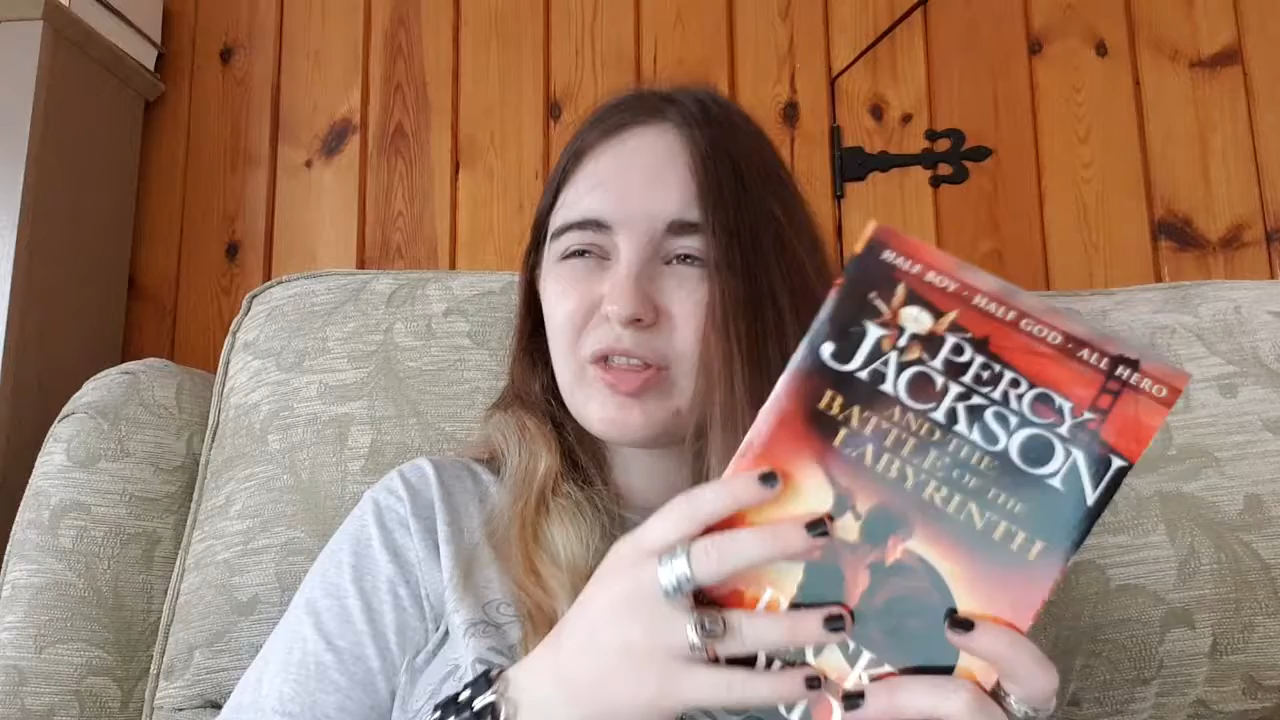 HALF BOY · HALF GOD · ALL HERO
PERCY
JACKSON
AND THE
BATTLE OF THE
LABYRINTH